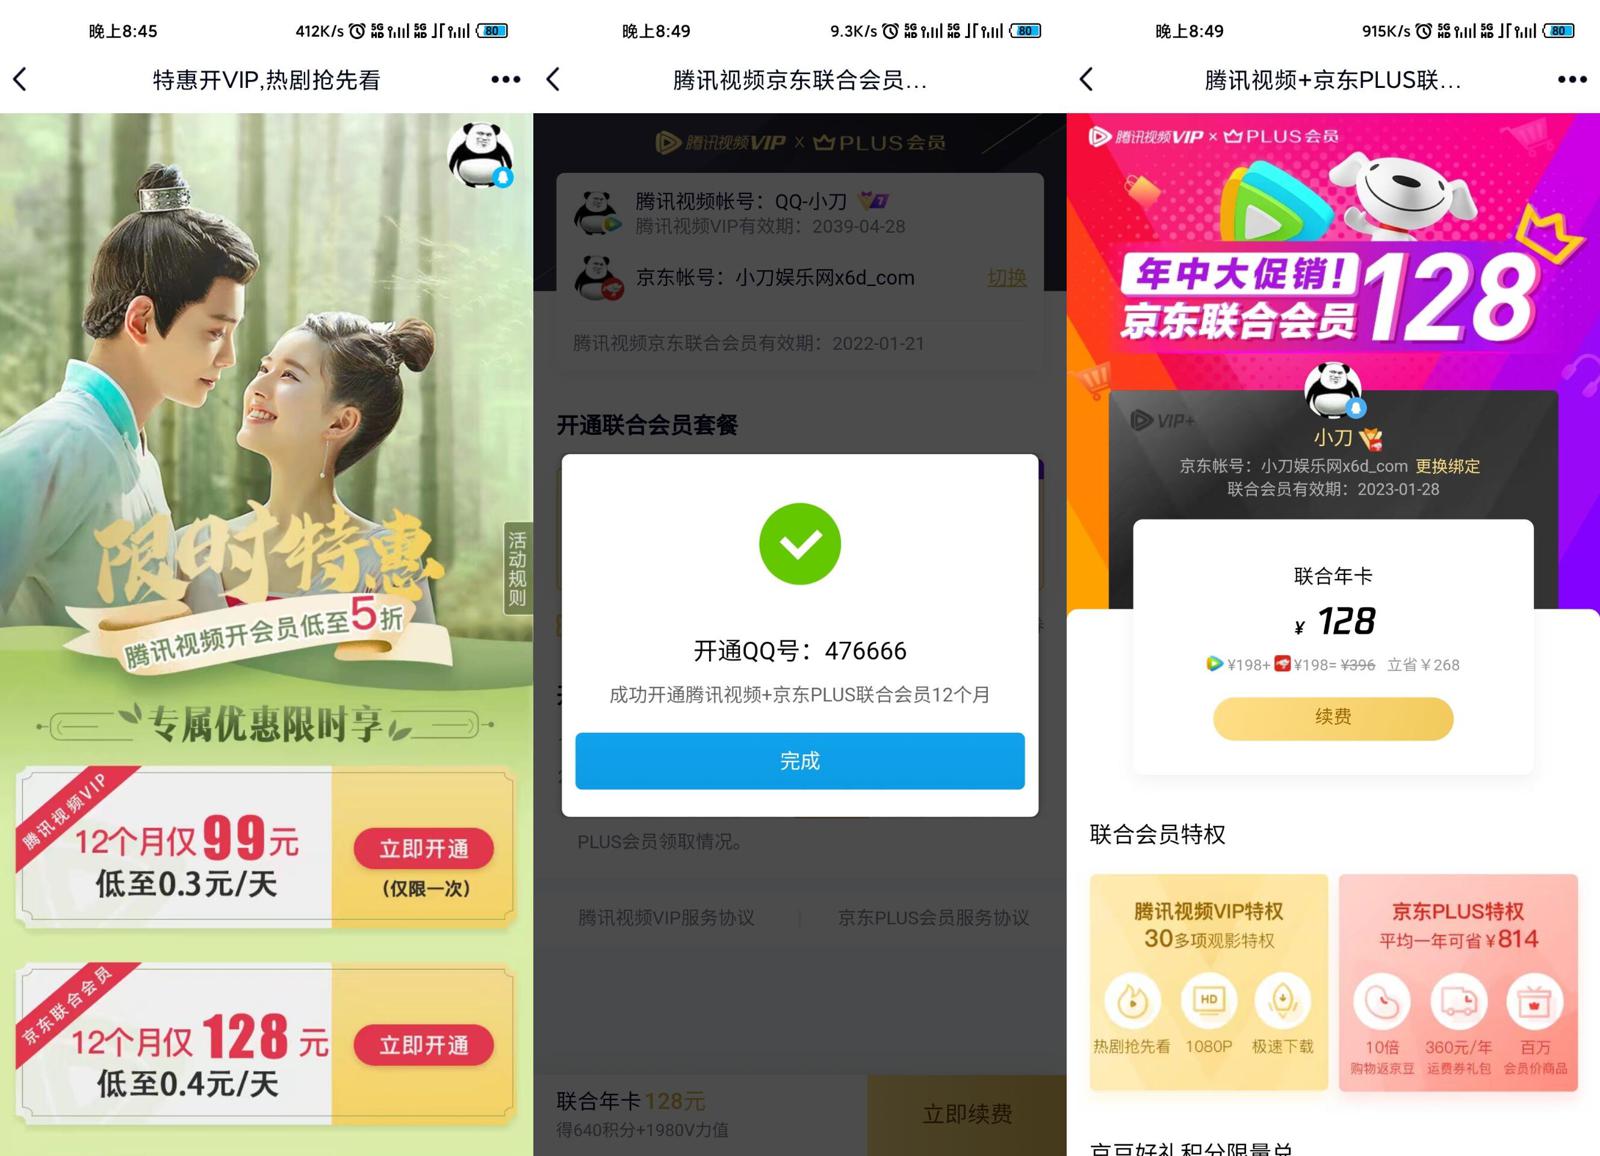 晚上8:45
412K/s 5G HD 5G HD 80
特惠开VIP,热剧抢先看
限时特惠
腾讯视频开会员低至5折
活动规则
专属优惠限时享
腾讯视频VIP
12个月仅99元
低至0.3元/天
立即开通
(仅限一次)
京东联合会员
12个月仅128元
低至0.4元/天
立即开通
晚上8:49
9.3K/s 5G HD 5G HD 80
腾讯视频京东联合会员...
腾讯视频VIP × PLUS会员
腾讯视频帐号：QQ-小刀 7
腾讯视频VIP有效期：2039-04-28
京东帐号：小刀娱乐网x6d_com 切换
腾讯视频京东联合会员有效期：2022-01-21
开通联合会员套餐
开通QQ号：476666
成功开通腾讯视频+京东PLUS联合会员12个月
完成
PLUS会员领取情况。
腾讯视频VIP服务协议
京东PLUS会员服务协议
联合年卡128元
得640积分+1980V力值
立即续费
晚上8:49
915K/s 5G HD 5G HD 80
腾讯视频+京东PLUS联...
腾讯视频VIP × PLUS会员
年中大促销!
京东联合会员128
VIP+
小刀
京东帐号：小刀娱乐网x6d_com 更换绑定
联合会员有效期：2023-01-28
联合年卡
¥ 128
¥198+ ¥198= ¥396 立省¥268
续费
联合会员特权
腾讯视频VIP特权
30多项观影特权
HD
热剧抢先看 1080P 极速下载
京东PLUS特权
平均一年可省¥814
10倍 360元/年 百万
购物返京豆 运费券礼包 会员价商品
京豆好礼积分限量兑